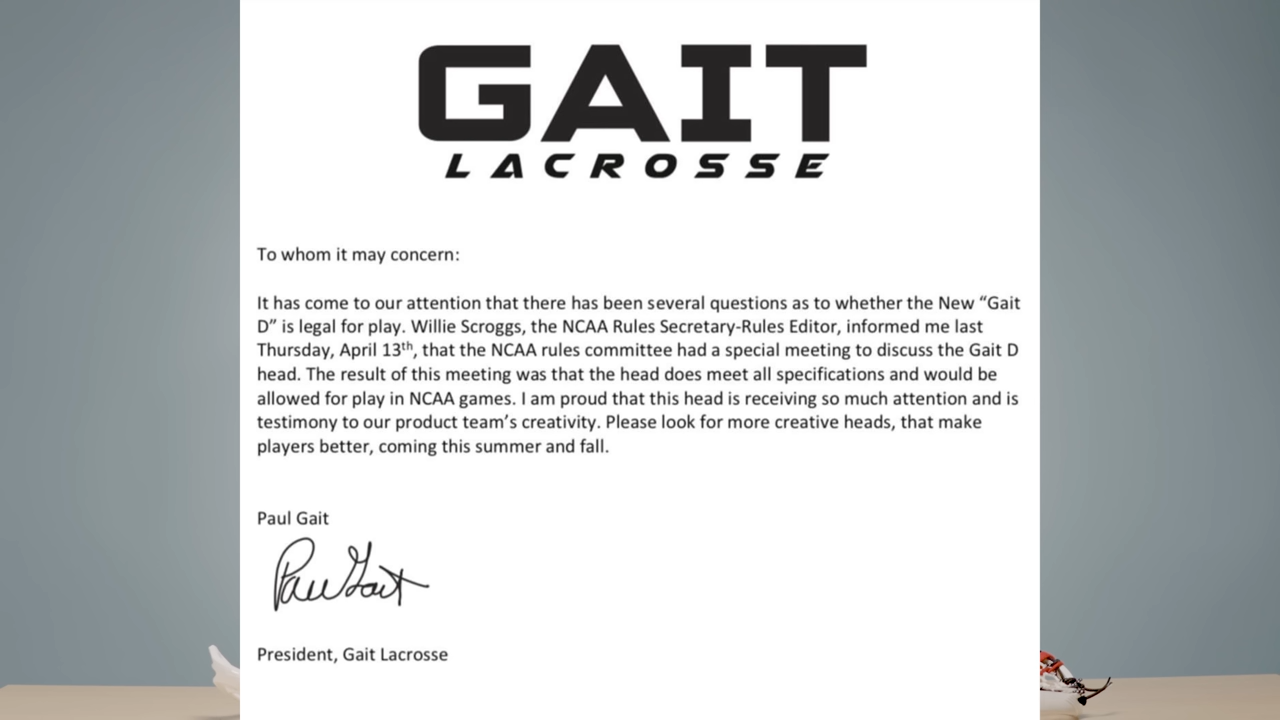 GAIT
LACROSSE
To whom it may concern:
It has come to our attention that there has been several questions as to whether the New “Gait
D” is legal for play. Willie Scroggs, the NCAA Rules Secretary-Rules Editor, informed me last
Thursday, April 13th, that the NCAA rules committee had a special meeting to discuss the Gait D
head. The result of this meeting was that the head does meet all specifications and would be
allowed for play in NCAA games. I am proud that this head is receiving so much attention and is
testimony to our product team’s creativity. Please look for more creative heads, that make
players better, coming this summer and fall.
Paul Gait
Paul Gait
President, Gait Lacrosse